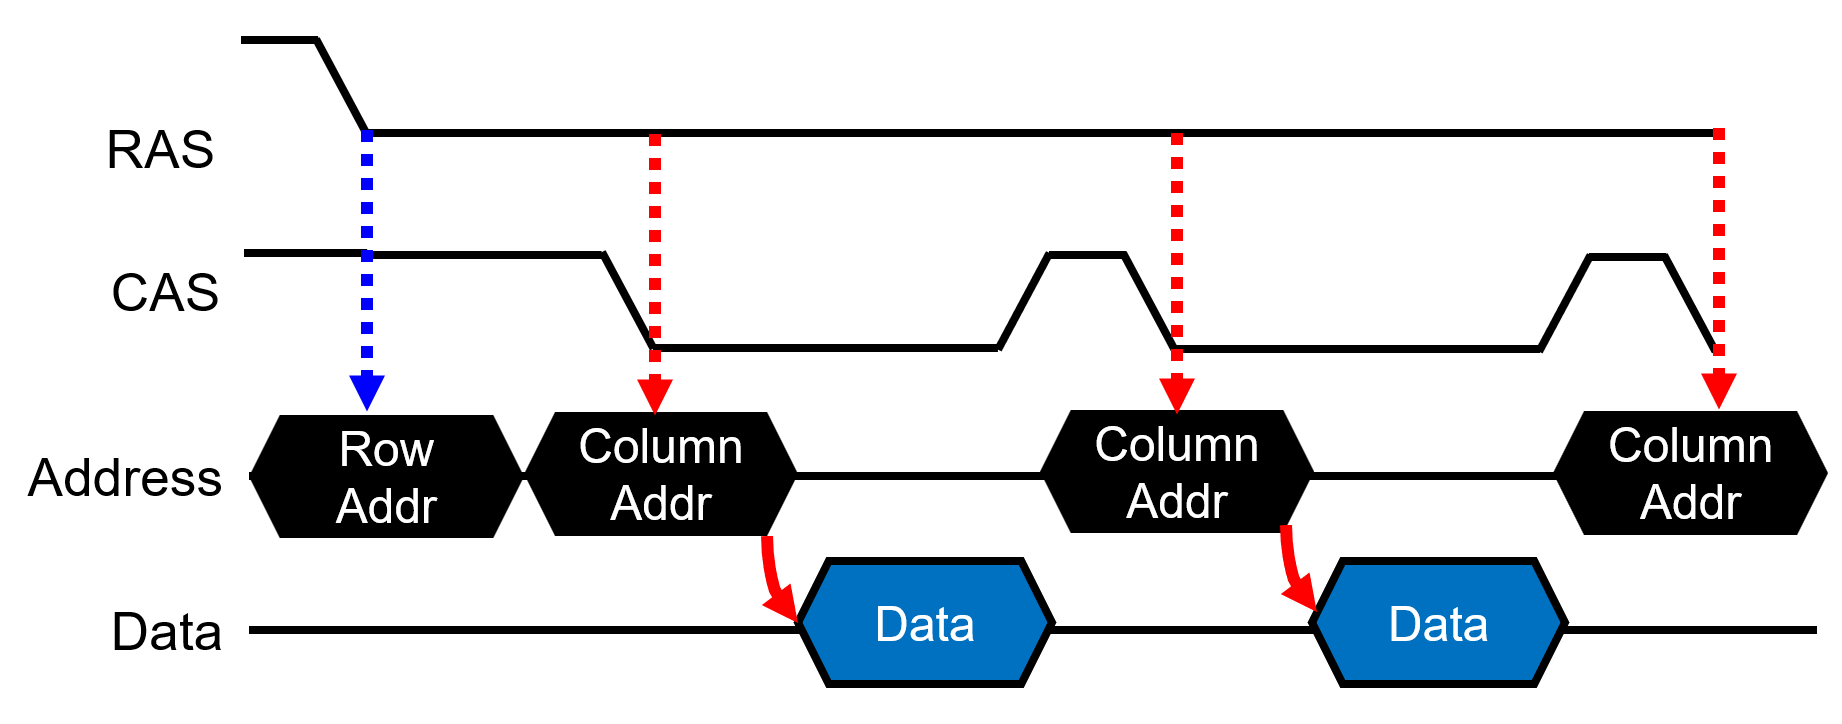 RAS
CAS
Address
Row
Addr
Column
Addr
Column
Addr
Column
Addr
Data
Data
Data